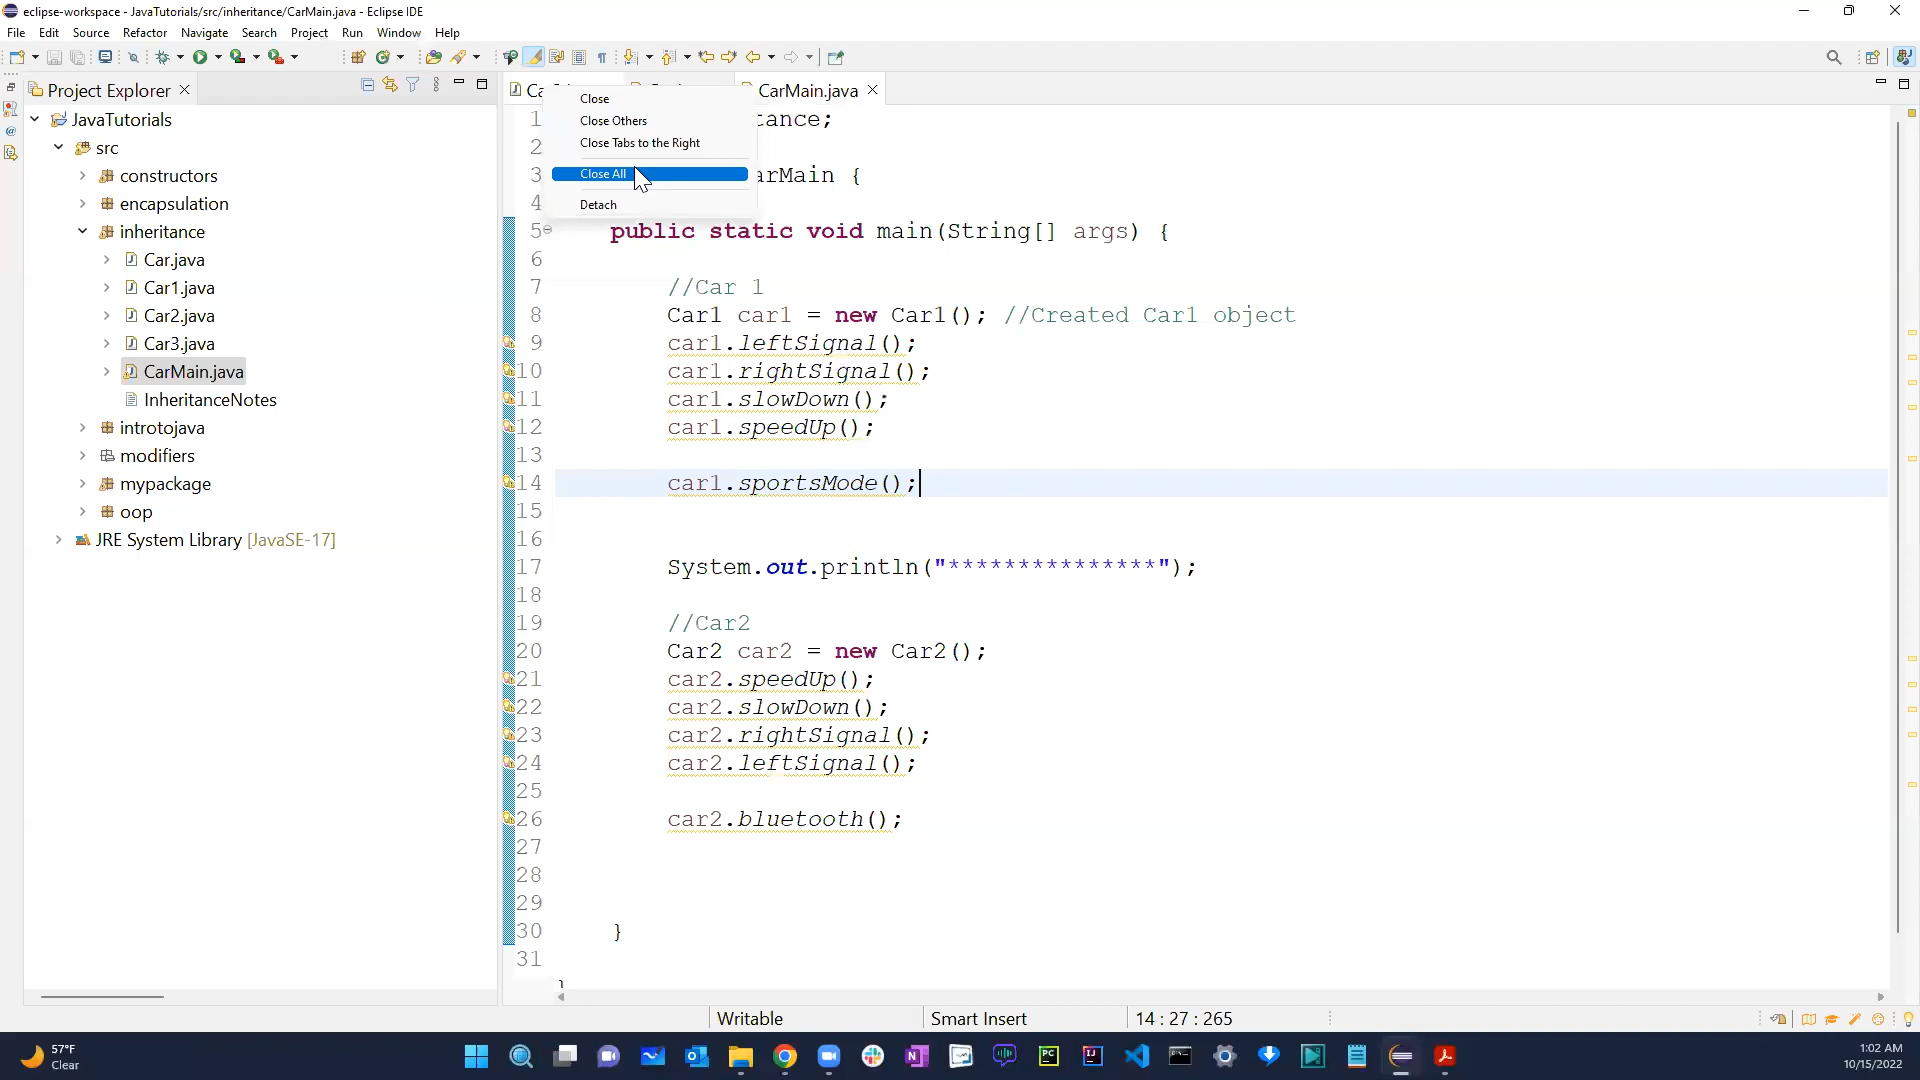 eclipse-workspace - JavaTutorials/src/inheritance/CarMain.java - Eclipse IDE
File Edit Source Refactor Navigate Search Project Run Window Help
Project Explorer
JavaTutorials
src
constructors
encapsulation
inheritance
Car.java
Car1.java
Car2.java
Car3.java
CarMain.java
InheritanceNotes
introtojava
modifiers
mypackage
oop
JRE System Library [JavaSE-17]
CarMain.java
Close
Close Others
Close Tabs to the Right
Close All
Detach
1 tance;
2
3 arMain {
4
5 public static void main(String[] args) {
6
7 //Car 1
8 Car1 car1 = new Car1(); //Created Car1 object
9 car1.leftSignal();
10 car1.rightSignal();
11 car1.slowDown();
12 car1.speedUp();
13
14 car1.sportsMode();
15
16
17 System.out.println("***************");
18
19 //Car2
20 Car2 car2 = new Car2();
21 car2.speedUp();
22 car2.slowDown();
23 car2.rightSignal();
24 car2.leftSignal();
25
26 car2.bluetooth();
27
28
29
30 }
31
Writable Smart Insert 14 : 27 : 265
57°F
Clear
1:02 AM
10/15/2022